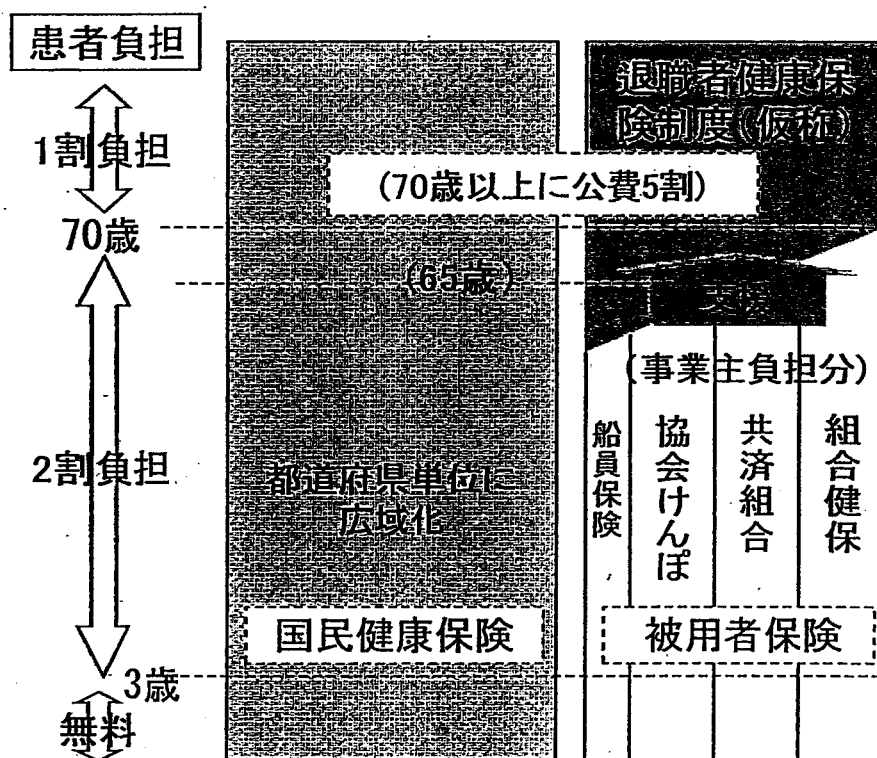 患者負担
1割負担
70歳
2割負担
3歳
無料
(70歳以上に公費5割)
(65歳)
都道府県単位に
広域化
国民健康保険
退職者健康保
険制度(仮称)
支援
(事業主負担分)
船員保険
協会けんぽ
共済組合
組合健保
被用者保険